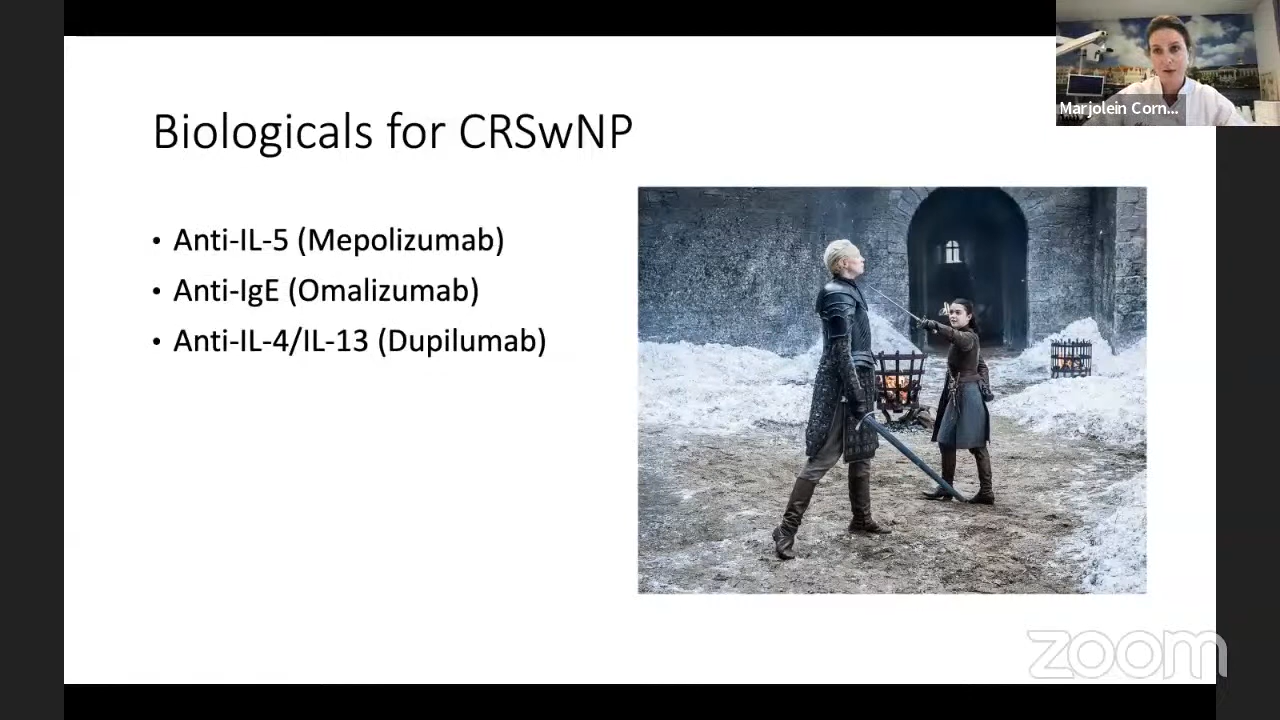 Marjolein Corn...
Biologicals for CRSwNP
• Anti-IL-5 (Mepolizumab)
• Anti-IgE (Omalizumab)
• Anti-IL-4/IL-13 (Dupilumab)
zoom